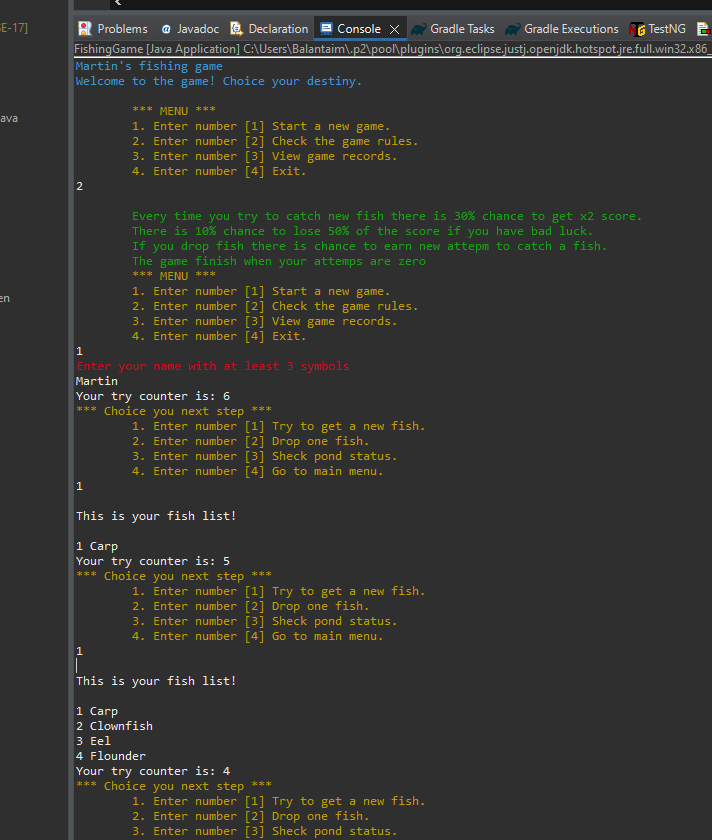 E-17]
Problems Javadoc Declaration Console Gradle Tasks Gradle Executions TestNG
FishingGame [Java Application] C:\Users\Balantaim\.p2\pool\plugins\org.eclipse.justj.openjdk.hotspot.jre.full.win32.x86_
Martin's fishing game
Welcome to the game! Choice your destiny.
ava
*** MENU ***
1. Enter number [1] Start a new game.
2. Enter number [2] Check the game rules.
3. Enter number [3] View game records.
4. Enter number [4] Exit.
2
Every time you try to catch new fish there is 30% chance to get x2 score.
There is 10% chance to lose 50% of the score if you have bad luck.
If you drop fish there is chance to earn new attepm to catch a fish.
The game finish when your attemps are zero
*** MENU ***
1. Enter number [1] Start a new game.
en
2. Enter number [2] Check the game rules.
3. Enter number [3] View game records.
4. Enter number [4] Exit.
1
Enter your name with at least 3 symbols
Martin
Your try counter is: 6
*** Choice you next step ***
1. Enter number [1] Try to get a new fish.
2. Enter number [2] Drop one fish.
3. Enter number [3] Sheck pond status.
4. Enter number [4] Go to main menu.
1
This is your fish list!
1 Carp
Your try counter is: 5
*** Choice you next step ***
1. Enter number [1] Try to get a new fish.
2. Enter number [2] Drop one fish.
3. Enter number [3] Sheck pond status.
4. Enter number [4] Go to main menu.
1
This is your fish list!
1 Carp
2 Clownfish
3 Eel
4 Flounder
Your try counter is: 4
*** Choice you next step ***
1. Enter number [1] Try to get a new fish.
2. Enter number [2] Drop one fish.
3. Enter number [3] Sheck pond status.